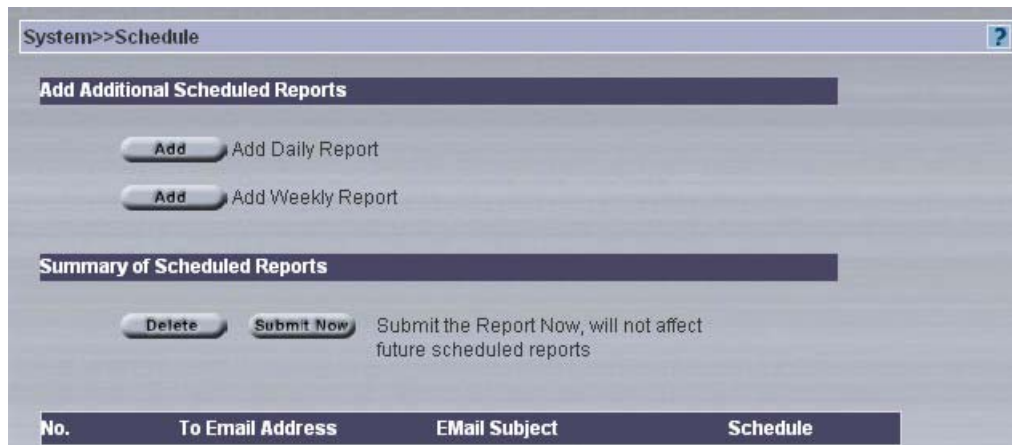 System>>Schedule
?
Add Additional Scheduled Reports
Add Add Daily Report
Add Add Weekly Report
Summary of Scheduled Reports
Delete Submit Now Submit the Report Now, will not affect
future scheduled reports
No. To Email Address EMail Subject Schedule